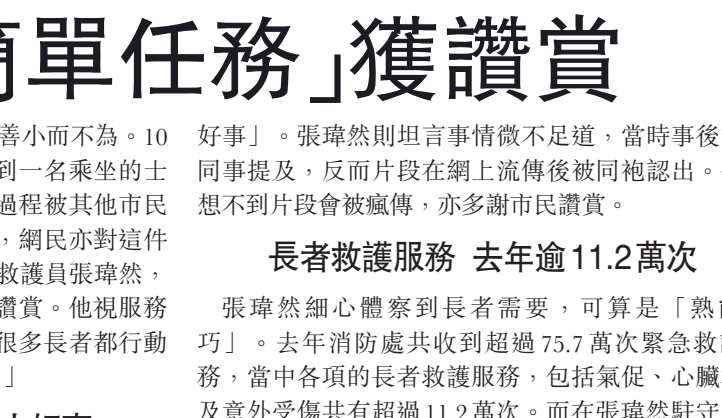 單任務」獲讚賞
善小而不為。10
到一名乘坐的士
過程被其他市民
，網民亦對這件
救護員張瑋然，
讚賞。他視服務
很多長者都行動
」
好事」。張瑋然則坦言事情微不足道，當時事後
同事提及，反而片段在網上流傳後被同袍認出。
想不到片段會被瘋傳，亦多謝市民讚賞。
長者救護服務 去年逾11.2萬次
張瑋然細心體察到長者需要，可算是「熟
巧」。去年消防處共收到超過75.7萬次緊急救
務，當中各項的長者救護服務，包括氣促、心臟
及意外受傷共有超過11.2萬次。而在張瑋然駐守